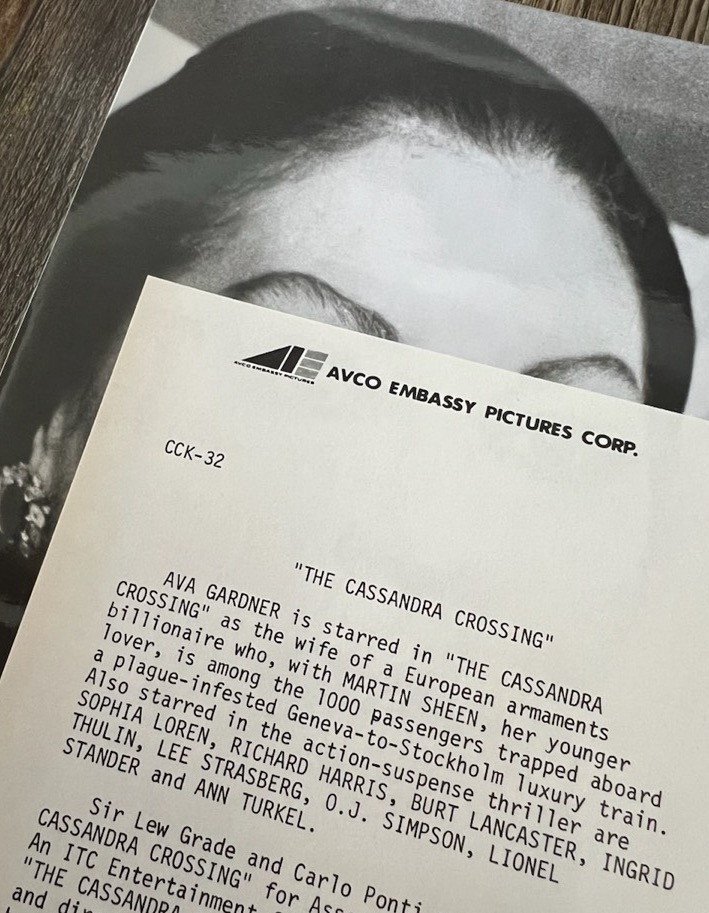 AVCO EMBASSY PICTURES
AVCO EMBASSY PICTURES CORP.
CCK-32
"THE CASSANDRA CROSSING"
AVA GARDNER is starred in "THE CASSANDRA
CROSSING" as the wife of a European armaments
billionaire who, with MARTIN SHEEN, her younger
lover, is among the 1000 passengers trapped aboard
a plague-infested Geneva-to-Stockholm luxury train.
Also starred in the action-suspense thriller are
SOPHIA LOREN, RICHARD HARRIS, BURT LANCASTER, INGRID
THULIN, LEE STRASBERG, O.J. SIMPSON, LIONEL
STANDER and ANN TURKEL.
Sir Lew Grade and Carlo Ponti
CASSANDRA CROSSING" for Ass
An ITC Entertainment
"THE CASSANDRA
and dir